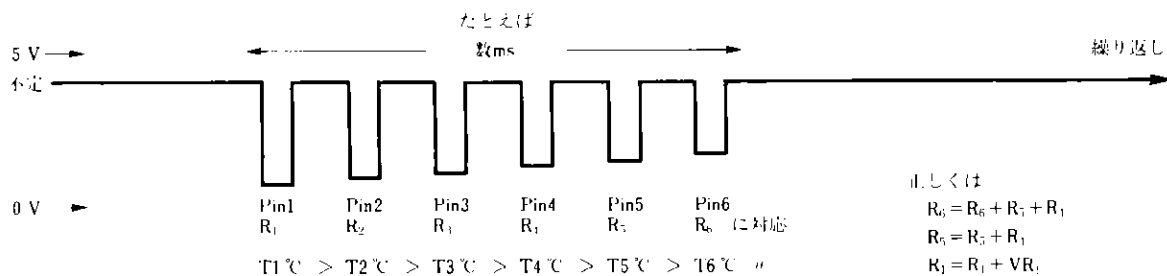 たとえば
数ms
5 V
繰り返し
不定
0 V
Pin1 Pin2 Pin3 Pin4 Pin5 Pin6
R₁ R₂ R₃ R₄ R₅ R₆ に対応
T1℃ > T2℃ > T3℃ > T4℃ > T5℃ > T6℃ 〃
正しくは
R₆=R₆+R₅+R₄
R₅=R₅+R₄
R₄=R₄+VR₁